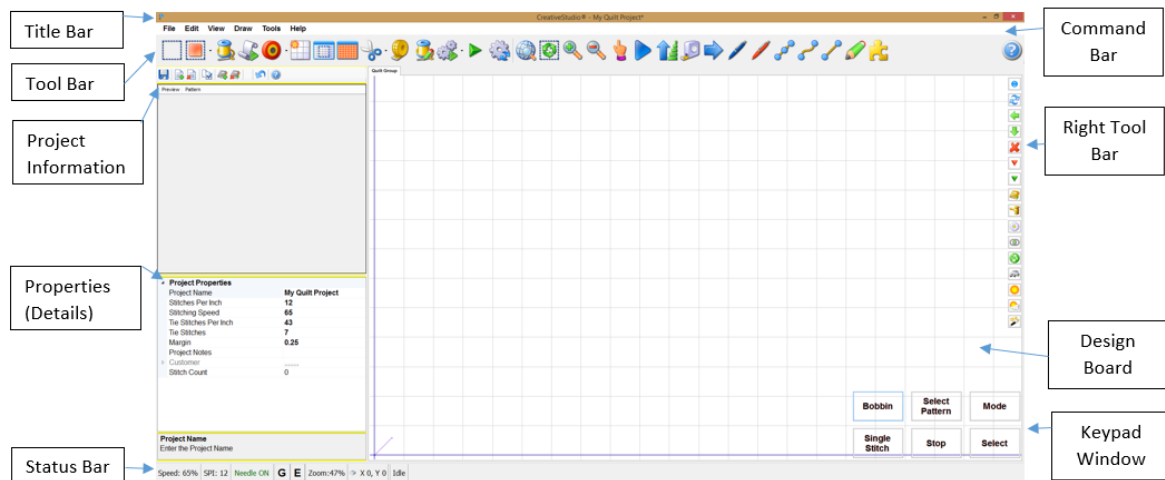 Title Bar
Tool Bar
Project
Information
Properties
(Details)
Status Bar
CreativeStudio® - My Quilt Project*
File Edit View Draw Tools Help
Preview Pattern
Quilt Group
Project Properties
Project Name My Quilt Project
Stitches Per Inch 12
Stitching Speed 65
Tie Stitches Per Inch 43
Tie Stitches 7
Margin 0.25
Project Notes
Customer
Stitch Count 0
Project Name
Enter the Project Name
Speed: 65% SPI: 12 Needle ON G E Zoom:47% X 0, Y 0 Idle
Bobbin
Select
Pattern
Mode
Single
Stitch
Stop
Select
Command
Bar
Right Tool
Bar
Design
Board
Keypad
Window